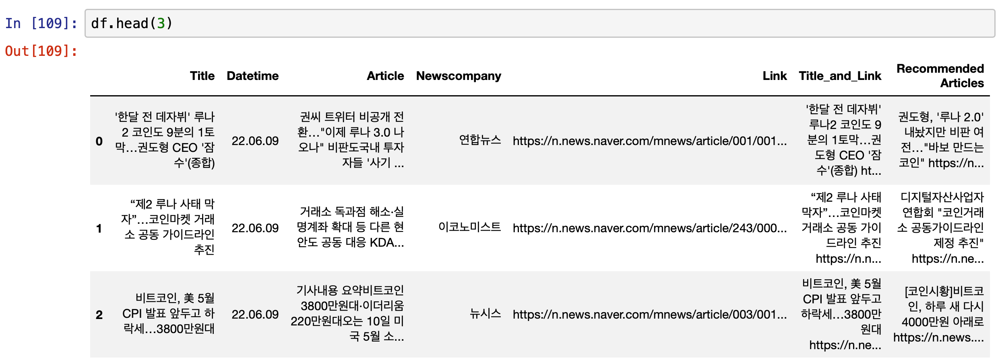 In [109]: df.head(3)
Out[109]:
Title Datetime Article Newscompany Link Title_and_Link Recommended Articles
0
'한달 전 데자뷔' 루나
2 코인도 9분의 1토
막…권도형 CEO '잠
수'(종합)
22.06.09
권씨 트위터 비공개 전
환…"이제 루나 3.0 나
오나" 비판도국내 투자
자들 '사기 ...
연합뉴스
https://n.news.naver.com/mnews/article/001/001...
'한달 전 데자뷔'
루나2 코인도 9
분의 1토막…권
도형 CEO '잠
수'(종합) ht...
권도형, '루나 2.0'
내놨지만 비판 여
전…"바보 만드는
코인" https://n...
1
“제2 루나 사태 막
자”…코인마켓 거래
소 공동 가이드라인
추진
22.06.09
거래소 독과점 해소·실
명계좌 확대 등 다른 현
안도 공동 대응 KDA...
이코노미스트
https://n.news.naver.com/mnews/article/243/000...
“제2 루나 사태
막자”…코인마켓
거래소 공동 가이
드라인 추진
https://n.n...
디지털자산사업자
연합회 "코인거래
소 공동가이드라인
제정 추진"
https://n.ne...
2
비트코인, 美 5월
CPI 발표 앞두고 하
락세…3800만원대
22.06.09
기사내용 요약비트코인
3800만원대·이더리움
220만원대오는 10일 미
국 5월 소...
뉴시스
https://n.news.naver.com/mnews/article/003/001...
비트코인, 美 5월
CPI 발표 앞두고
하락세…3800만
원대
https://n.ne...
[코인시황]비트코
인, 하루 새 다시
4000만원 아래로
https://n.news....